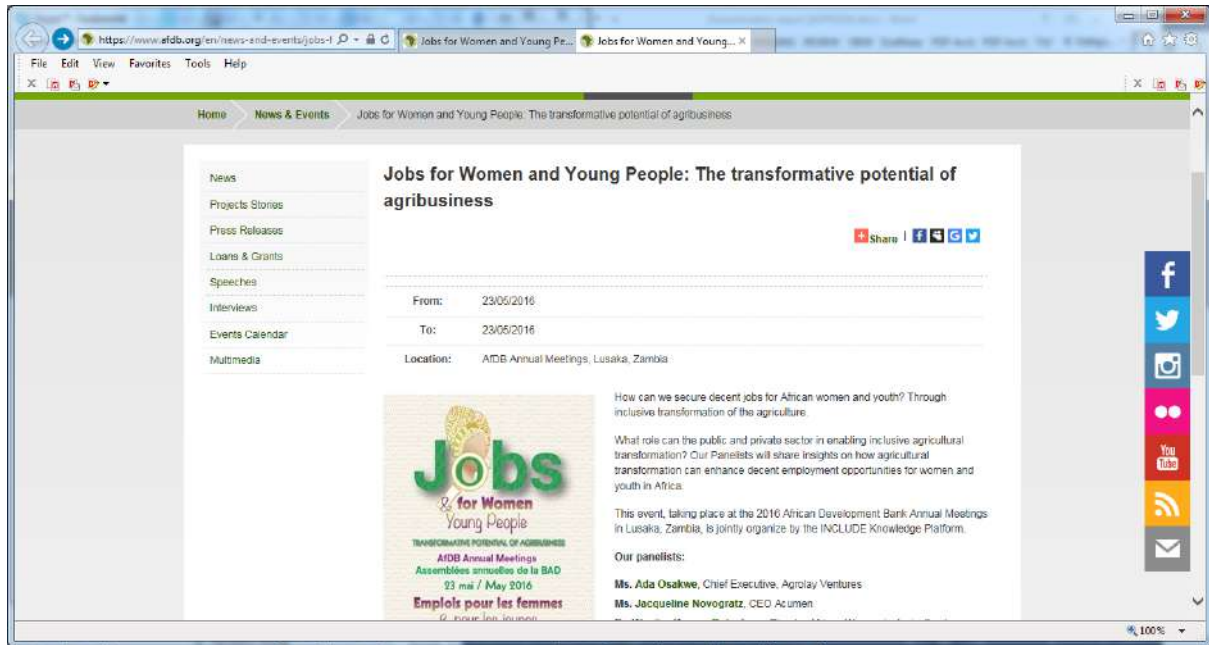 https://www.afdb.org/en/news-and-events/jobs-f
Jobs for Women and Young Pe...
Jobs for Women and Young...
File Edit View Favorites Tools Help
Home News & Events Jobs for Women and Young People: The transformative potential of agribusiness
News
Projects Stories
Press Releases
Loans & Grants
Speeches
Interviews
Events Calendar
Multimedia
Jobs for Women and Young People: The transformative potential of
agribusiness
Share
From: 23/05/2016
To: 23/05/2016
Location: AfDB Annual Meetings, Lusaka, Zambia
Jobs
& for Women
Young People
TRANSFORMATIVE POTENTIAL OF AGRIBUSINESS
AfDB Annual Meetings
Assemblées annuelles de la BAD
23 mai / May 2016
Emplois pour les femmes
How can we secure decent jobs for African women and youth? Through
inclusive transformation of the agriculture.
What role can the public and private sector in enabling inclusive agricultural
transformation? Our Panelists will share insights on how agricultural
transformation can enhance decent employment opportunities for women and
youth in Africa.
This event, taking place at the 2016 African Development Bank Annual Meetings
in Lusaka, Zambia, is jointly organize by the INCLUDE Knowledge Platform.
Our panelists:
Ms. Ada Osakwe, Chief Executive, Agrolay Ventures
Ms. Jacqueline Novogratz, CEO Acumen
You
Tube
100%